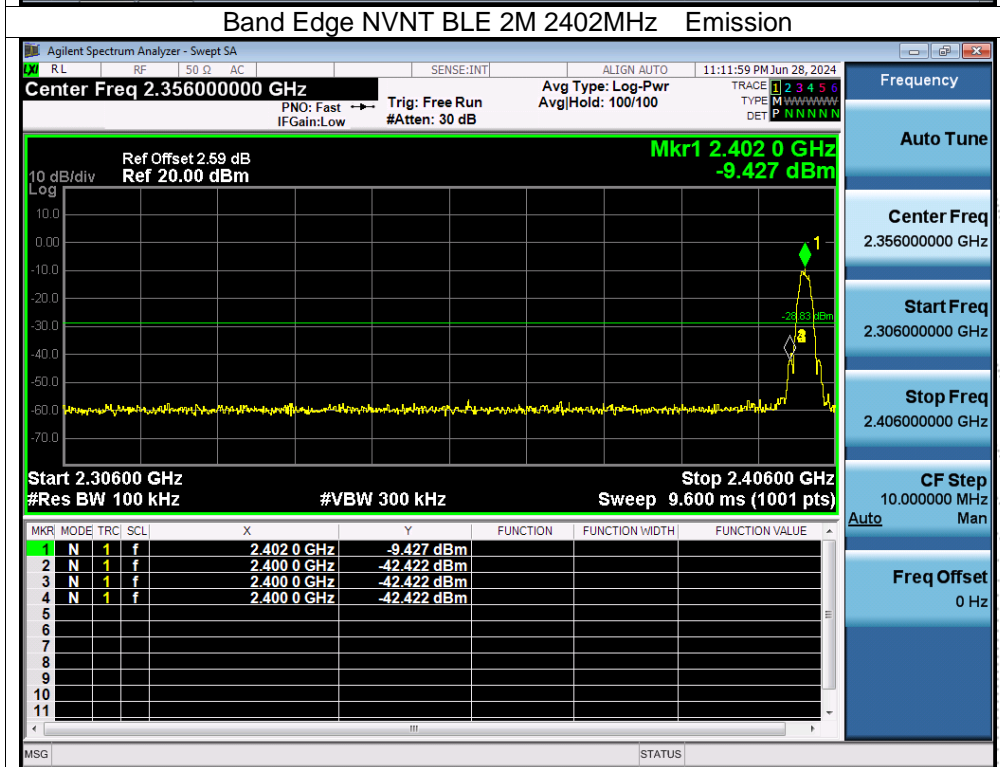 Band Edge NVNT BLE 2M 2402MHz Emission
Agilent Spectrum Analyzer - Swept SA
LXI RL RF 50 Ω AC SENSE:INT ALIGN AUTO 11:11:59 PM Jun 28, 2024
Center Freq 2.356000000 GHz
PNO: Fast
IFGain:Low
Trig: Free Run
#Atten: 30 dB
Avg Type: Log-Pwr
Avg|Hold: 100/100
TRACE 1 2 3 4 5 6
TYPE M WWWWW
DET P N N N N N
Ref Offset 2.59 dB
10 dB/div Ref 20.00 dBm
Log
Mkr1 2.402 0 GHz
-9.427 dBm
10.0
0.00
-10.0
-20.0
-30.0
-40.0
-50.0
-60.0
-70.0
1
-28.83 dBm
Start 2.30600 GHz Stop 2.40600 GHz
#Res BW 100 kHz #VBW 300 kHz Sweep 9.600 ms (1001 pts)
MKR MODE TRC SCL X Y FUNCTION FUNCTION WIDTH FUNCTION VALUE
1 N 1 f 2.402 0 GHz -9.427 dBm
2 N 1 f 2.400 0 GHz -42.422 dBm
3 N 1 f 2.400 0 GHz -42.422 dBm
4 N 1 f 2.400 0 GHz -42.422 dBm
5
6
7
8
9
10
11
MSG STATUS
Frequency
Auto Tune
Center Freq
2.356000000 GHz
Start Freq
2.306000000 GHz
Stop Freq
2.406000000 GHz
CF Step
10.000000 MHz
Auto Man
Freq Offset
0 Hz